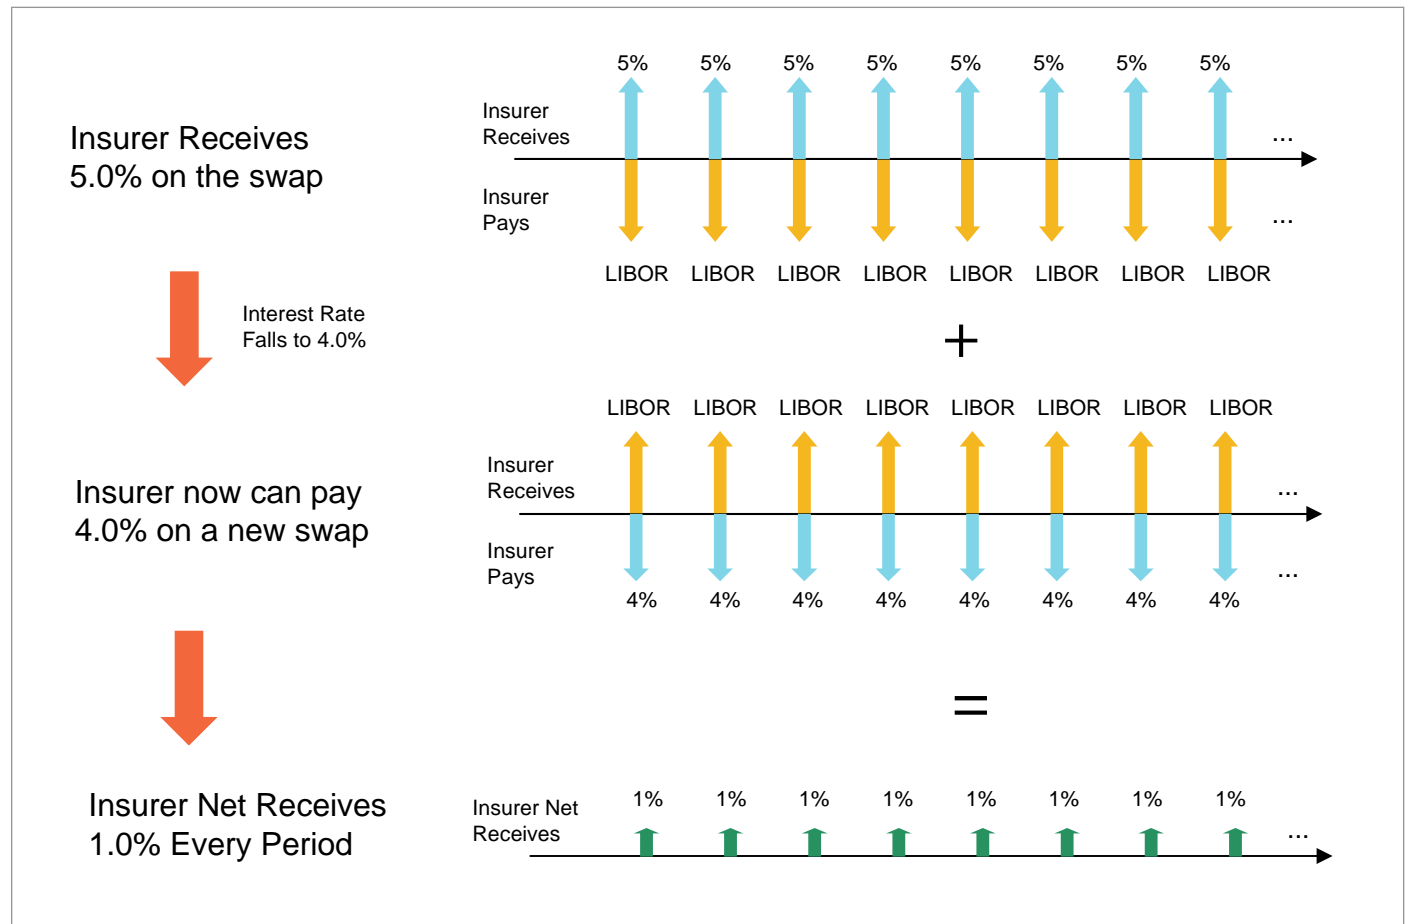 5% 5% 5% 5% 5% 5% 5% 5%
Insurer
Receives
...
Insurer Receives
5.0% on the swap
Insurer
Pays
...
LIBOR LIBOR LIBOR LIBOR LIBOR LIBOR LIBOR LIBOR
Interest Rate
Falls to 4.0%
+
LIBOR LIBOR LIBOR LIBOR LIBOR LIBOR LIBOR LIBOR
Insurer
Receives
...
Insurer now can pay
4.0% on a new swap
Insurer
Pays
...
4% 4% 4% 4% 4% 4% 4% 4%
=
Insurer Net Receives
1.0% Every Period
1% 1% 1% 1% 1% 1% 1% 1%
Insurer Net
Receives
...